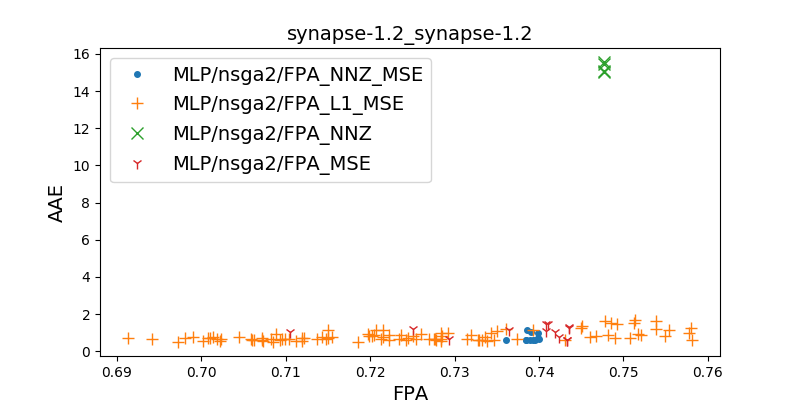 synapse-1.2_synapse-1.2
16
14
12
10
8
6
4
2
0
AAE
MLP/nsga2/FPA_NNZ_MSE
MLP/nsga2/FPA_L1_MSE
MLP/nsga2/FPA_NNZ
MLP/nsga2/FPA_MSE
0.69 0.70 0.71 0.72 0.73 0.74 0.75 0.76
FPA